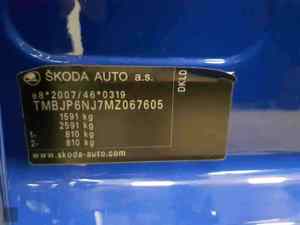 ŠKODA AUTO a.s.
e8*2007/46*0319
TMBJP6NJ7MZ067605
1591 kg
2591 kg
1- 810 kg
2- 810 kg
www.skoda-auto.com
DKLD